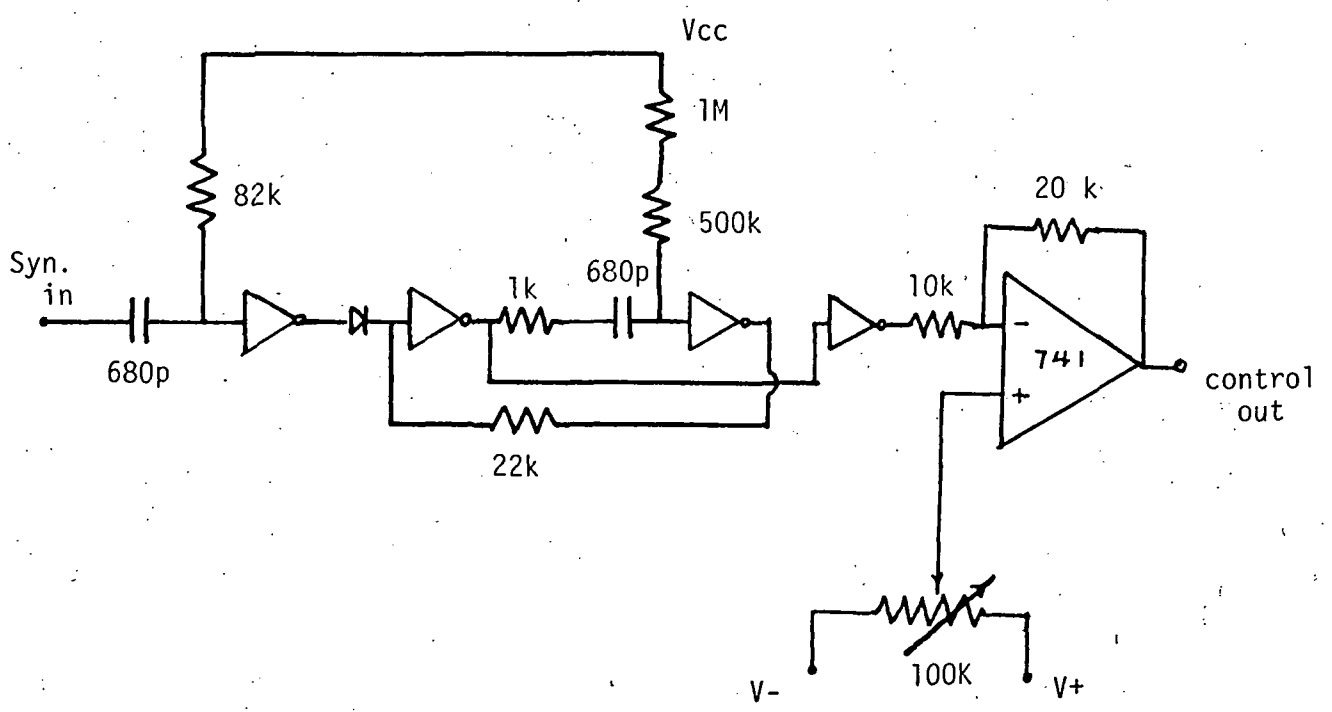 Vcc
1M
82k
500k
20 k
Syn.
in
680p
1k
680p
10k
-
741
+
control
out
22k
100K
V-
V+